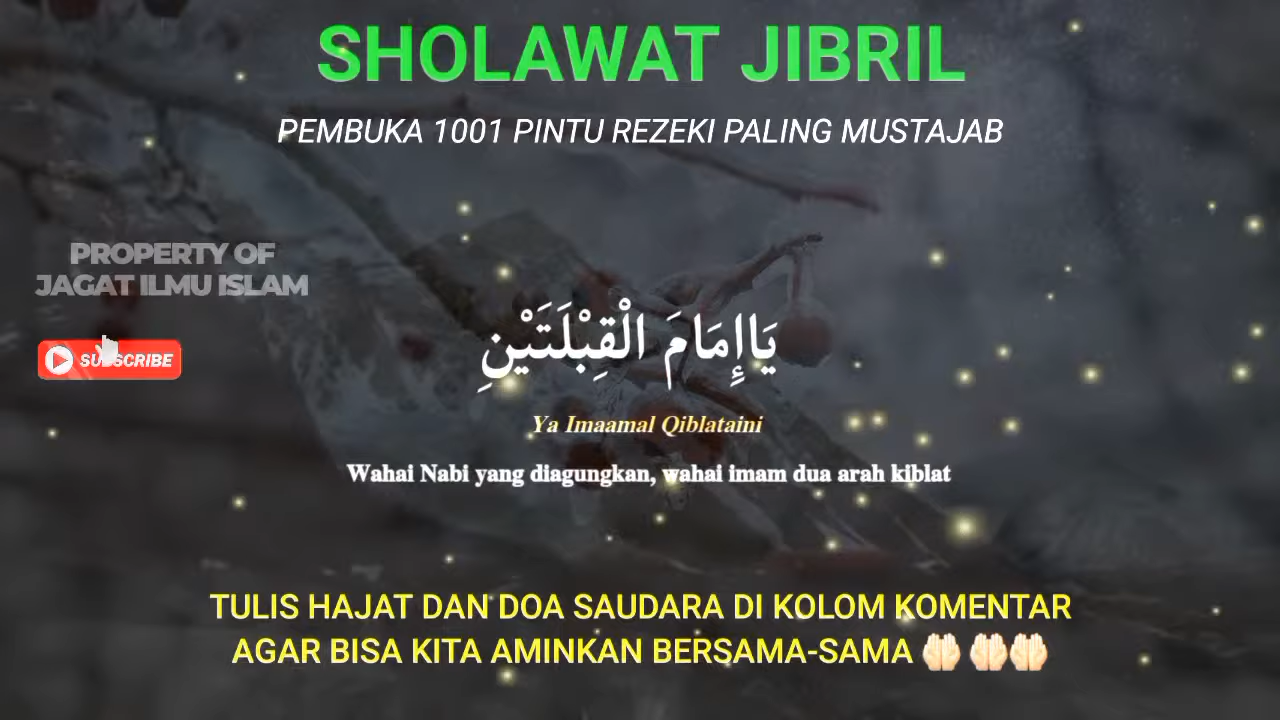 SHOLAWAT JIBRIL
PEMBUKA 1001 PINTU REZEKI PALING MUSTAJAB
PROPERTY OF
JAGAT ILMU ISLAM
SUBSCRIBE
يَاإِمَامَ الْقِبْلَتَيْنِ
Ya Imaamal Qiblataini
Wahai Nabi yang diagungkan, wahai imam dua arah kiblat
TULIS HAJAT DAN DOA SAUDARA DI KOLOM KOMENTAR
AGAR BISA KITA AMINKAN BERSAMA-SAMA 🤲🏻 🤲🏻🤲🏻